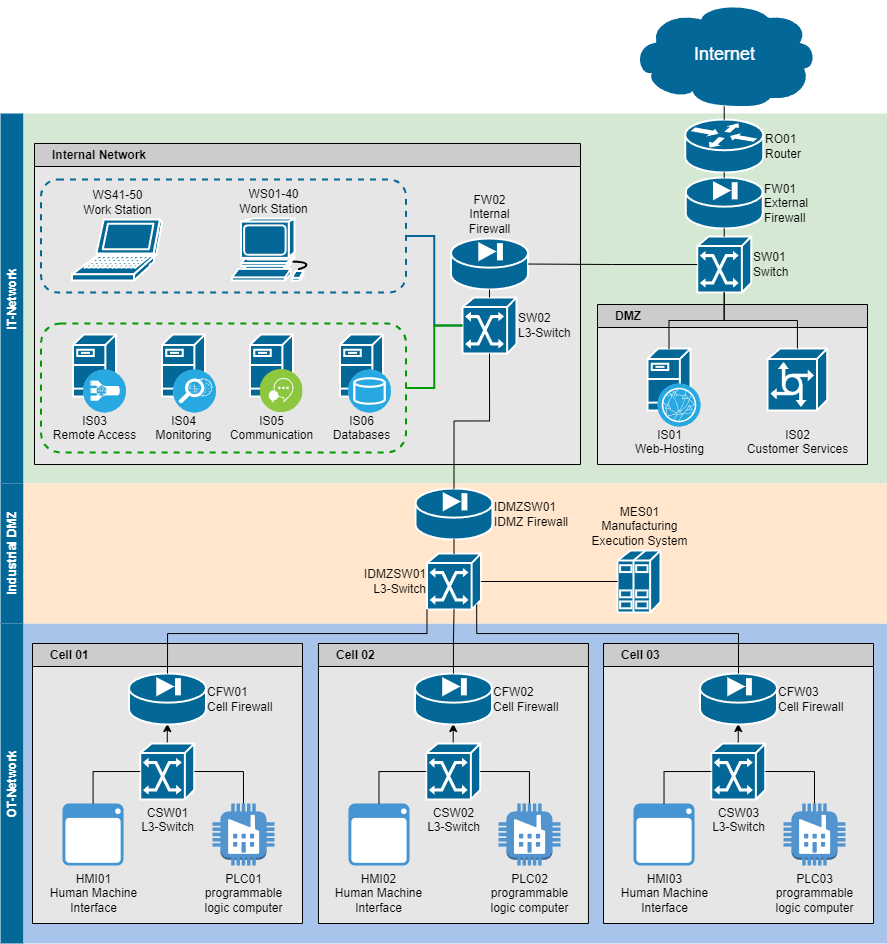 Internet
IT-Network
RO01
Router
FW01
External
Firewall
SW01
Switch
Internal Network
WS41-50
Work Station
WS01-40
Work Station
FW02
Internal
Firewall
SW02
L3-Switch
IS03
Remote Access
IS04
Monitoring
IS05
Communication
IS06
Databases
DMZ
IS01
Web-Hosting
IS02
Customer Services
Industrial DMZ
IDMZSW01
IDMZ Firewall
IDMZSW01
L3-Switch
MES01
Manufacturing
Execution System
OT-Network
Cell 01
CFW01
Cell Firewall
CSW01
L3-Switch
HMI01
Human Machine
Interface
PLC01
programmable
logic computer
Cell 02
CFW02
Cell Firewall
CSW02
L3-Switch
HMI02
Human Machine
Interface
PLC02
programmable
logic computer
Cell 03
CFW03
Cell Firewall
CSW03
L3-Switch
HMI03
Human Machine
Interface
PLC03
programmable
logic computer